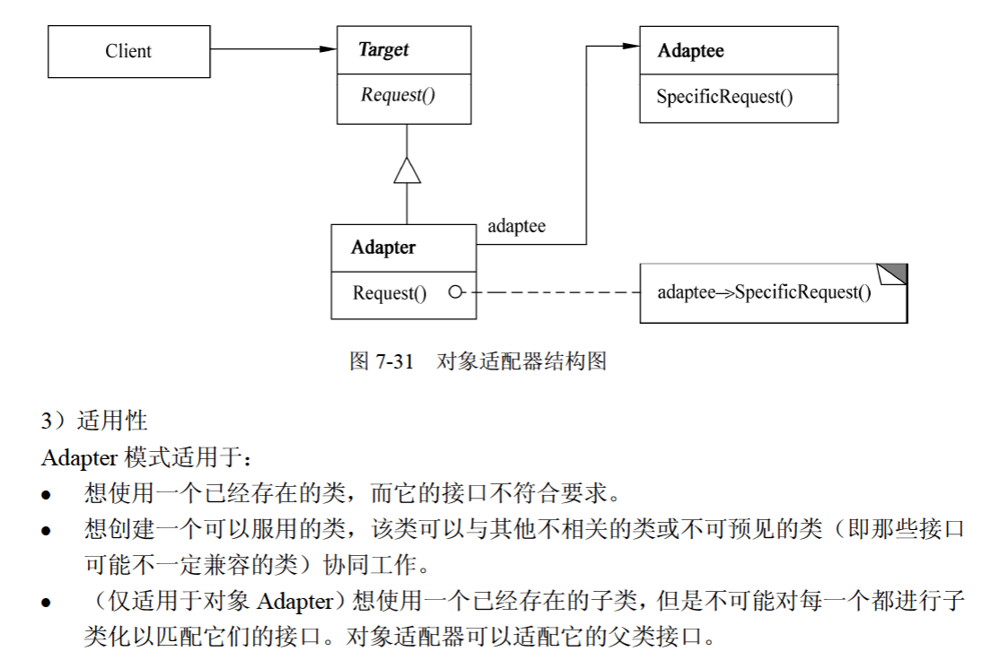 Client
Target
Request()
Adaptee
SpecificRequest()
adaptee
Adapter
Request()
adaptee->SpecificRequest()
图 7-31 对象适配器结构图
3）适用性
Adapter 模式适用于：
● 想使用一个已经存在的类，而它的接口不符合要求。
● 想创建一个可以服用的类，该类可以与其他不相关的类或不可预见的类（即那些接口
可能不一定兼容的类）协同工作。
● （仅适用于对象 Adapter）想使用一个已经存在的子类，但是不可能对每一个都进行子
类化以匹配它们的接口。对象适配器可以适配它的父类接口。